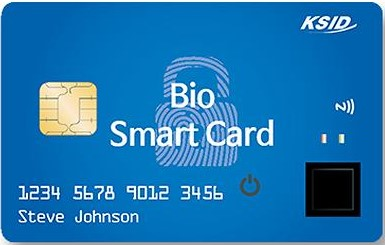 KSID
Bio
Smart Card
1234 5678 9012 3456
Steve Johnson